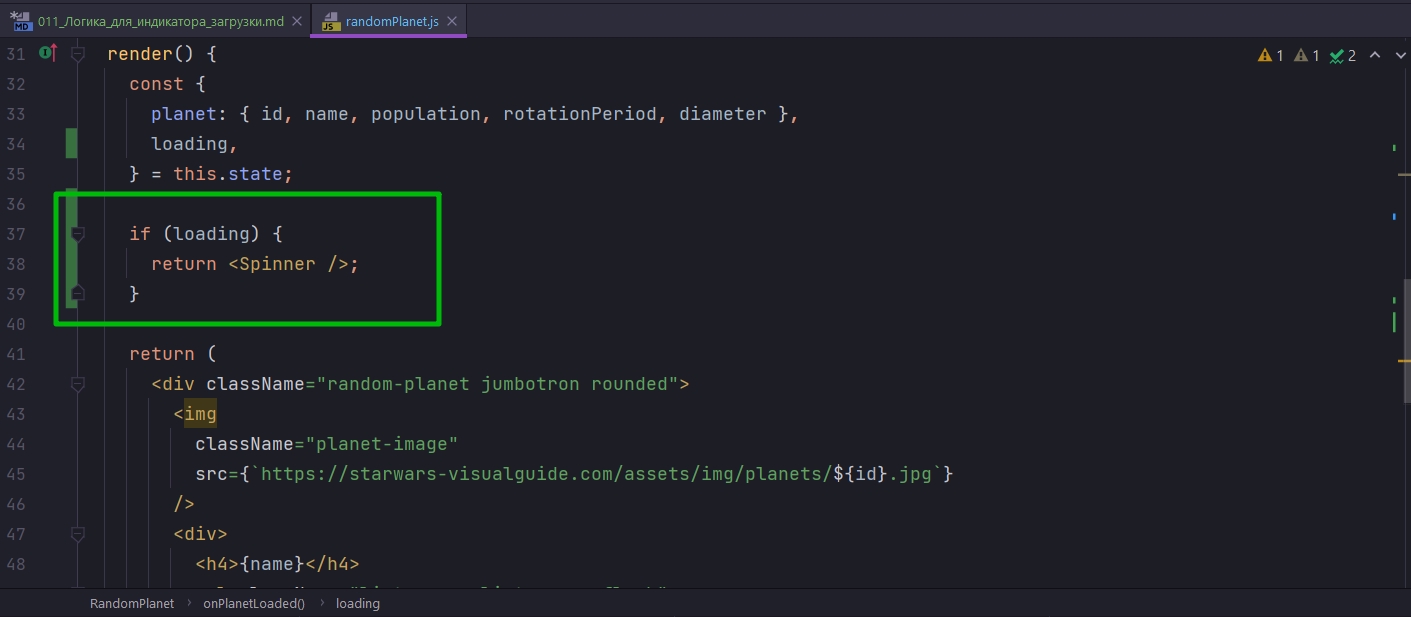 011_Логика_для_индикатора_загрузки.md
randomPlanet.js
1 1 2
31 render() {
32 const {
33 planet: { id, name, population, rotationPeriod, diameter },
34 loading,
35 } = this.state;
36
37 if (loading) {
38 return <Spinner />;
39 }
40
41 return (
42 <div className="random-planet jumbotron rounded">
43 <img
44 className="planet-image"
45 src={`https://starwars-visualguide.com/assets/img/planets/${id}.jpg`}
46 />
47 <div>
48 <h4>{name}</h4>
RandomPlanet › onPlanetLoaded() › loading